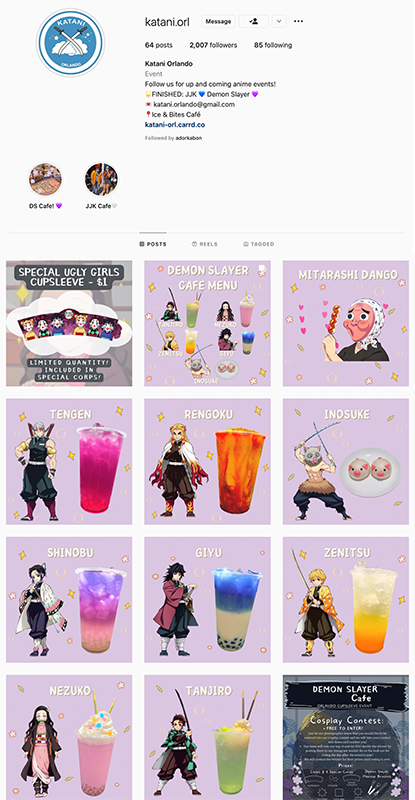 KATANI
ORLANDO
katani.orl
Message
64 posts 2,007 followers 85 following
Katani Orlando
Event
Follow us for up and coming anime events!
FINISHED: JJK 💙 Demon Slayer 💜
💌 katani.orlando@gmail.com
📍Ice & Bites Café
katani-orl.carrd.co
Followed by adorkabon
DS Cafe! 💜
JJK Cafe🤍
POSTS
REELS
TAGGED
SPECIAL UGLY GIRLS
CUPSLEEVE - $1
LIMITED QUANTITY!
INCLUDED IN
SPECIAL CORPS!
DEMON SLAYER
CAFE MENU
TANJIRO
NEZUKO
ZENITSU
GIYU
INOSUKE
MITARASHI DANGO
TENGEN
RENGOKU
INOSUKE
SHINOBU
GIYU
ZENITSU
NEZUKO
TANJIRO
DEMON SLAYER
Cafe
ORLANDO CUPSLEEVE EVENT
Cosplay Contest:
• FREE TO ENTER!
Prizes: